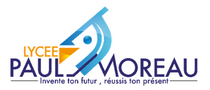 LYCEE
PAUL MOREAU
Invente ton futur , réussis ton présent